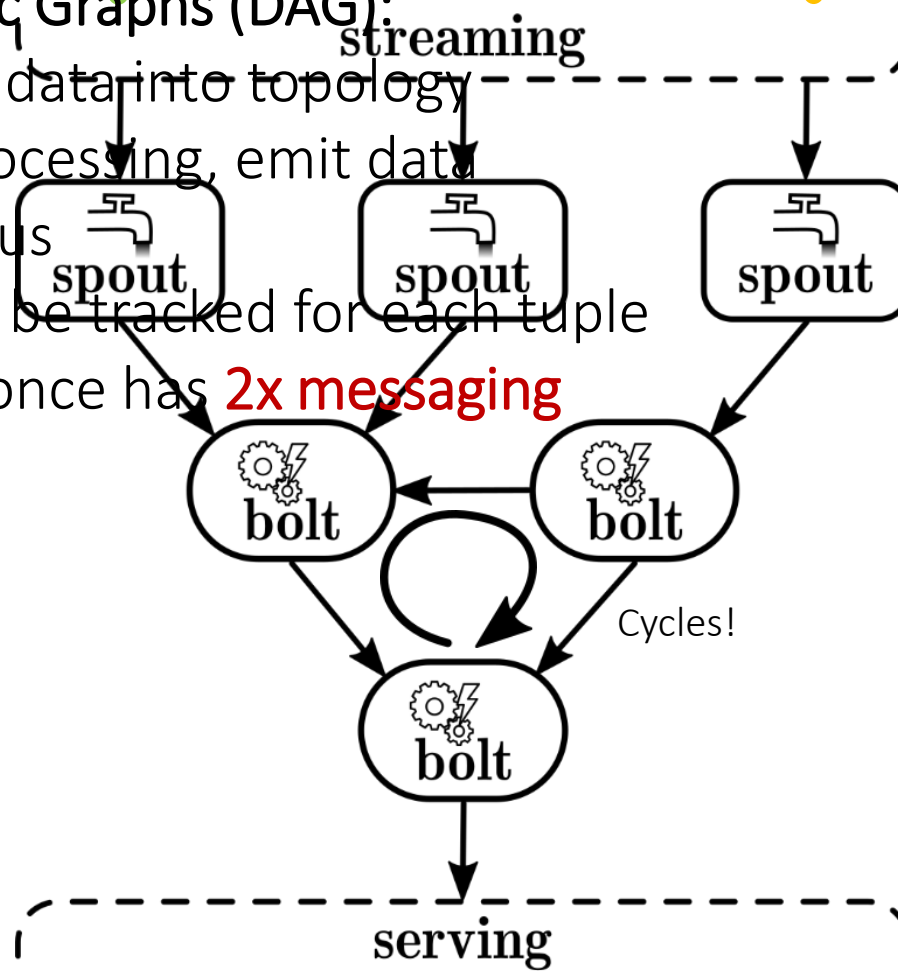 c Graphs (DAG):
streaming
data into topology
ocessing, emit data
us
spout
spout
spout
be tracked for each tuple
once has 2x messaging
bolt
bolt
Cycles!
bolt
serving